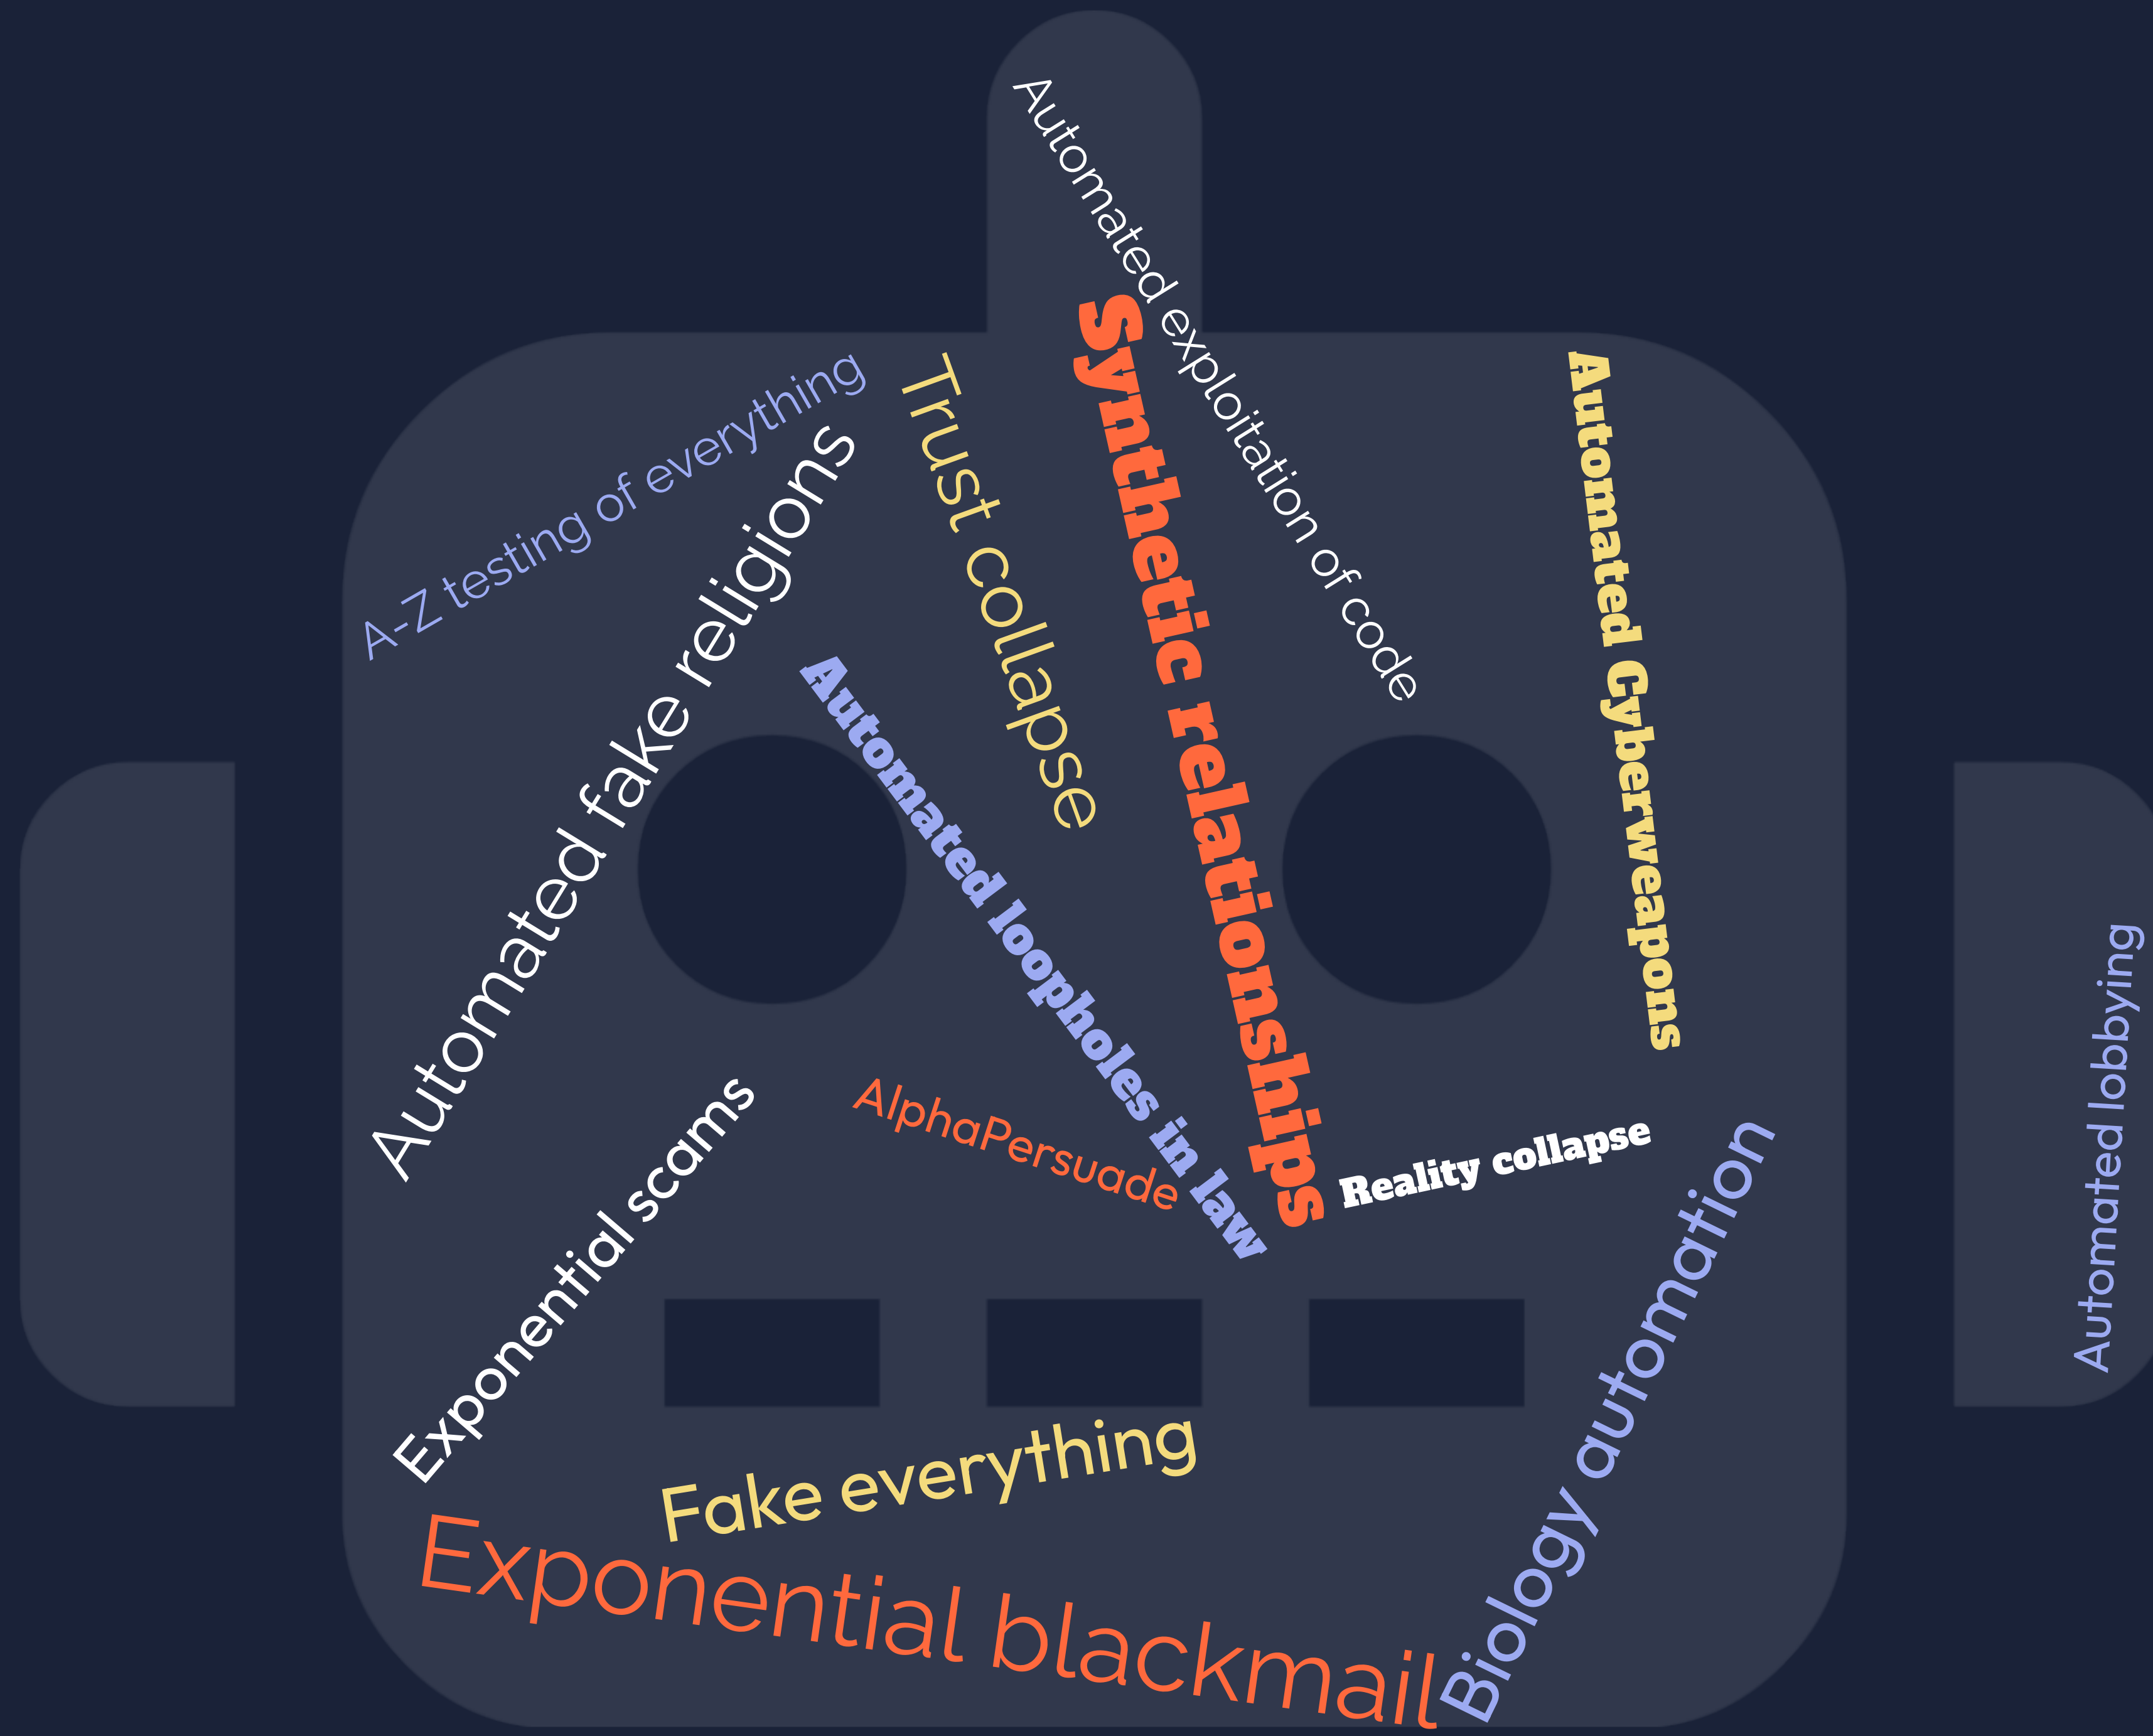 Automated exploitation of code
Synthetic relationships
A-Z testing of everything
Trust collapse
Automated Cyberweapons
Automated fake religions
Automated loopholes in law
Automated lobbying
AlphaPersuade
Reality collapse
Exponential scams
Biology automation
Fake everything
Exponential blackmail